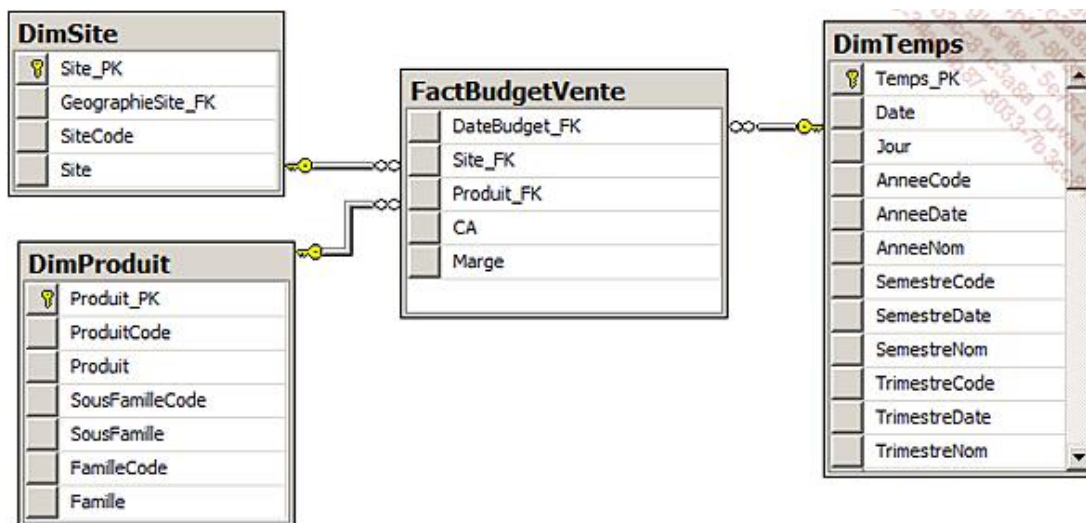 DimSite
Site_PK
GeographieSite_FK
SiteCode
Site
DimProduit
Produit_PK
ProduitCode
Produit
SousFamilleCode
SousFamille
FamilleCode
Famille
FactBudgetVente
DateBudget_FK
Site_FK
Produit_FK
CA
Marge
DimTemps
Temps_PK
Date
Jour
AnneeCode
AnneeDate
AnneeNom
SemestreCode
SemestreDate
SemestreNom
TrimestreCode
TrimestreDate
TrimestreNom